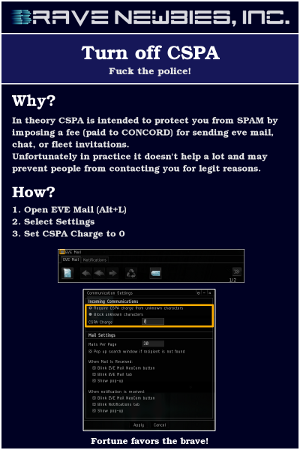 BRAVE NEWBIES, INC.
Turn off CSPA
Fuck the police!
Why?
In theory CSPA is intended to protect you from SPAM by
imposing a fee (paid to CONCORD) for sending eve mail,
chat, or fleet invitations.
Unfortunately in practice it doesn't help a lot and may
prevent people from contacting you for legit reasons.
How?
1. Open EVE Mail (Alt+L)
2. Select Settings
3. Set CSPA Charge to 0
EVE Mail
EVE Mail Notifications
1/2
Communication Settings
Incoming Communications
Require CSPA charge from unknown characters
Block unknown characters
CSPA Charge 0
Mail Settings
Mails Per Page 20
Pop up search windows if recipient is not found
When Mail is Received:
Blink EVE Mail NeoCom button
Blink EVE Mail tab
Show pop-up
When notification is received:
Blink EVE Mail NeoCom button
Blink Notifications tab
Show pop-up
Apply Cancel
Fortune favors the brave!